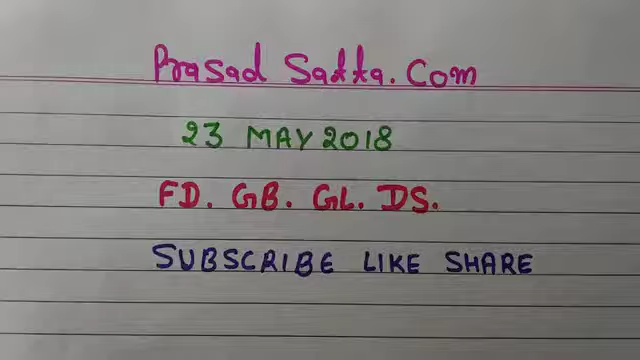 Prasad Satta.Com
23 MAY 2018
FD. GB. GL. DS.
SUBSCRIBE LIKE SHARE